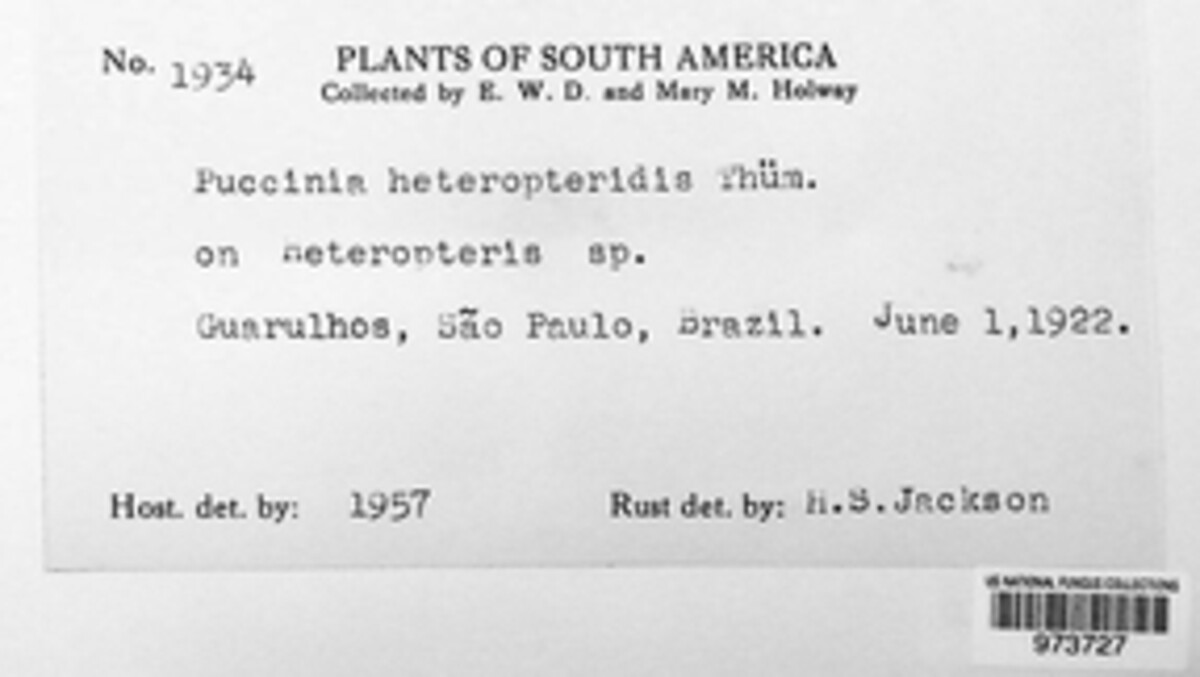 No. 1934
PLANTS OF SOUTH AMERICA
Collected by E. W. D. and Mary M. Holway
Puccinia heteropteridis Thüm.
on Heteropteris sp.
Guarulhos, São Paulo, Brazil. June 1,1922.
Host. det. by: 1957
Rust det. by: H.S.Jackson
US NATIONAL FUNGUS COLLECTIONS
973727